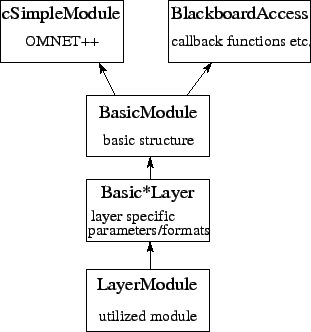 cSimpleModule
OMNET++
BlackboardAccess
callback functions etc.
BasicModule
basic structure
Basic*Layer
layer specific
parameters/formats
LayerModule
utilized module